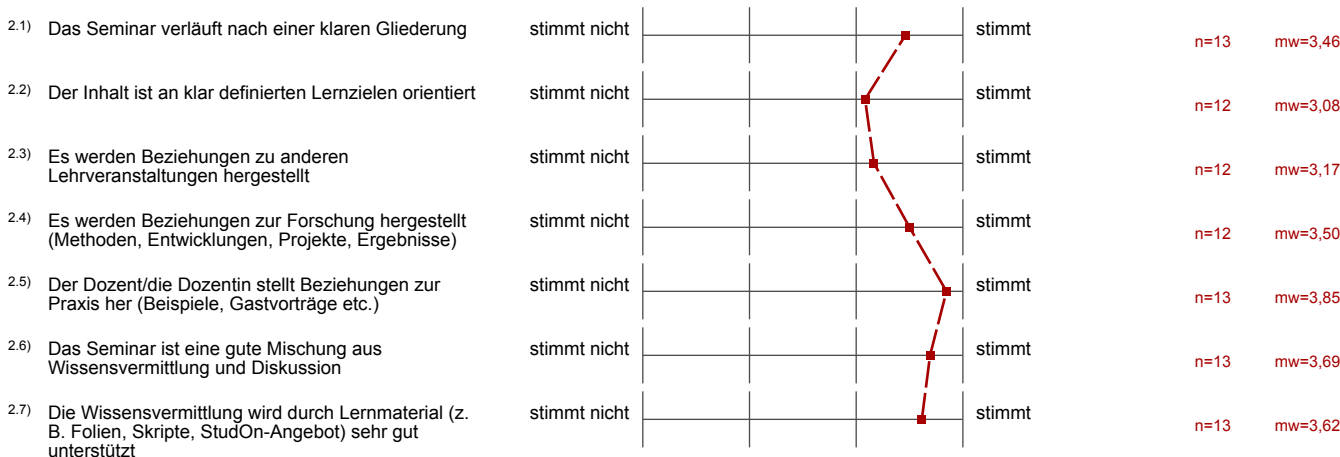 2.1) Das Seminar verläuft nach einer klaren Gliederung stimmt nicht stimmt n=13 mw=3,46
2.2) Der Inhalt ist an klar definierten Lernzielen orientiert stimmt nicht stimmt n=12 mw=3,08
2.3) Es werden Beziehungen zu anderen stimmt nicht stimmt n=12 mw=3,17
Lehrveranstaltungen hergestellt
2.4) Es werden Beziehungen zur Forschung hergestellt stimmt nicht stimmt n=12 mw=3,50
(Methoden, Entwicklungen, Projekte, Ergebnisse)
2.5) Der Dozent/die Dozentin stellt Beziehungen zur stimmt nicht stimmt n=13 mw=3,85
Praxis her (Beispiele, Gastvorträge etc.)
2.6) Das Seminar ist eine gute Mischung aus stimmt nicht stimmt n=13 mw=3,69
Wissensvermittlung und Diskussion
2.7) Die Wissensvermittlung wird durch Lernmaterial (z. stimmt nicht stimmt n=13 mw=3,62
B. Folien, Skripte, StudOn-Angebot) sehr gut
unterstützt